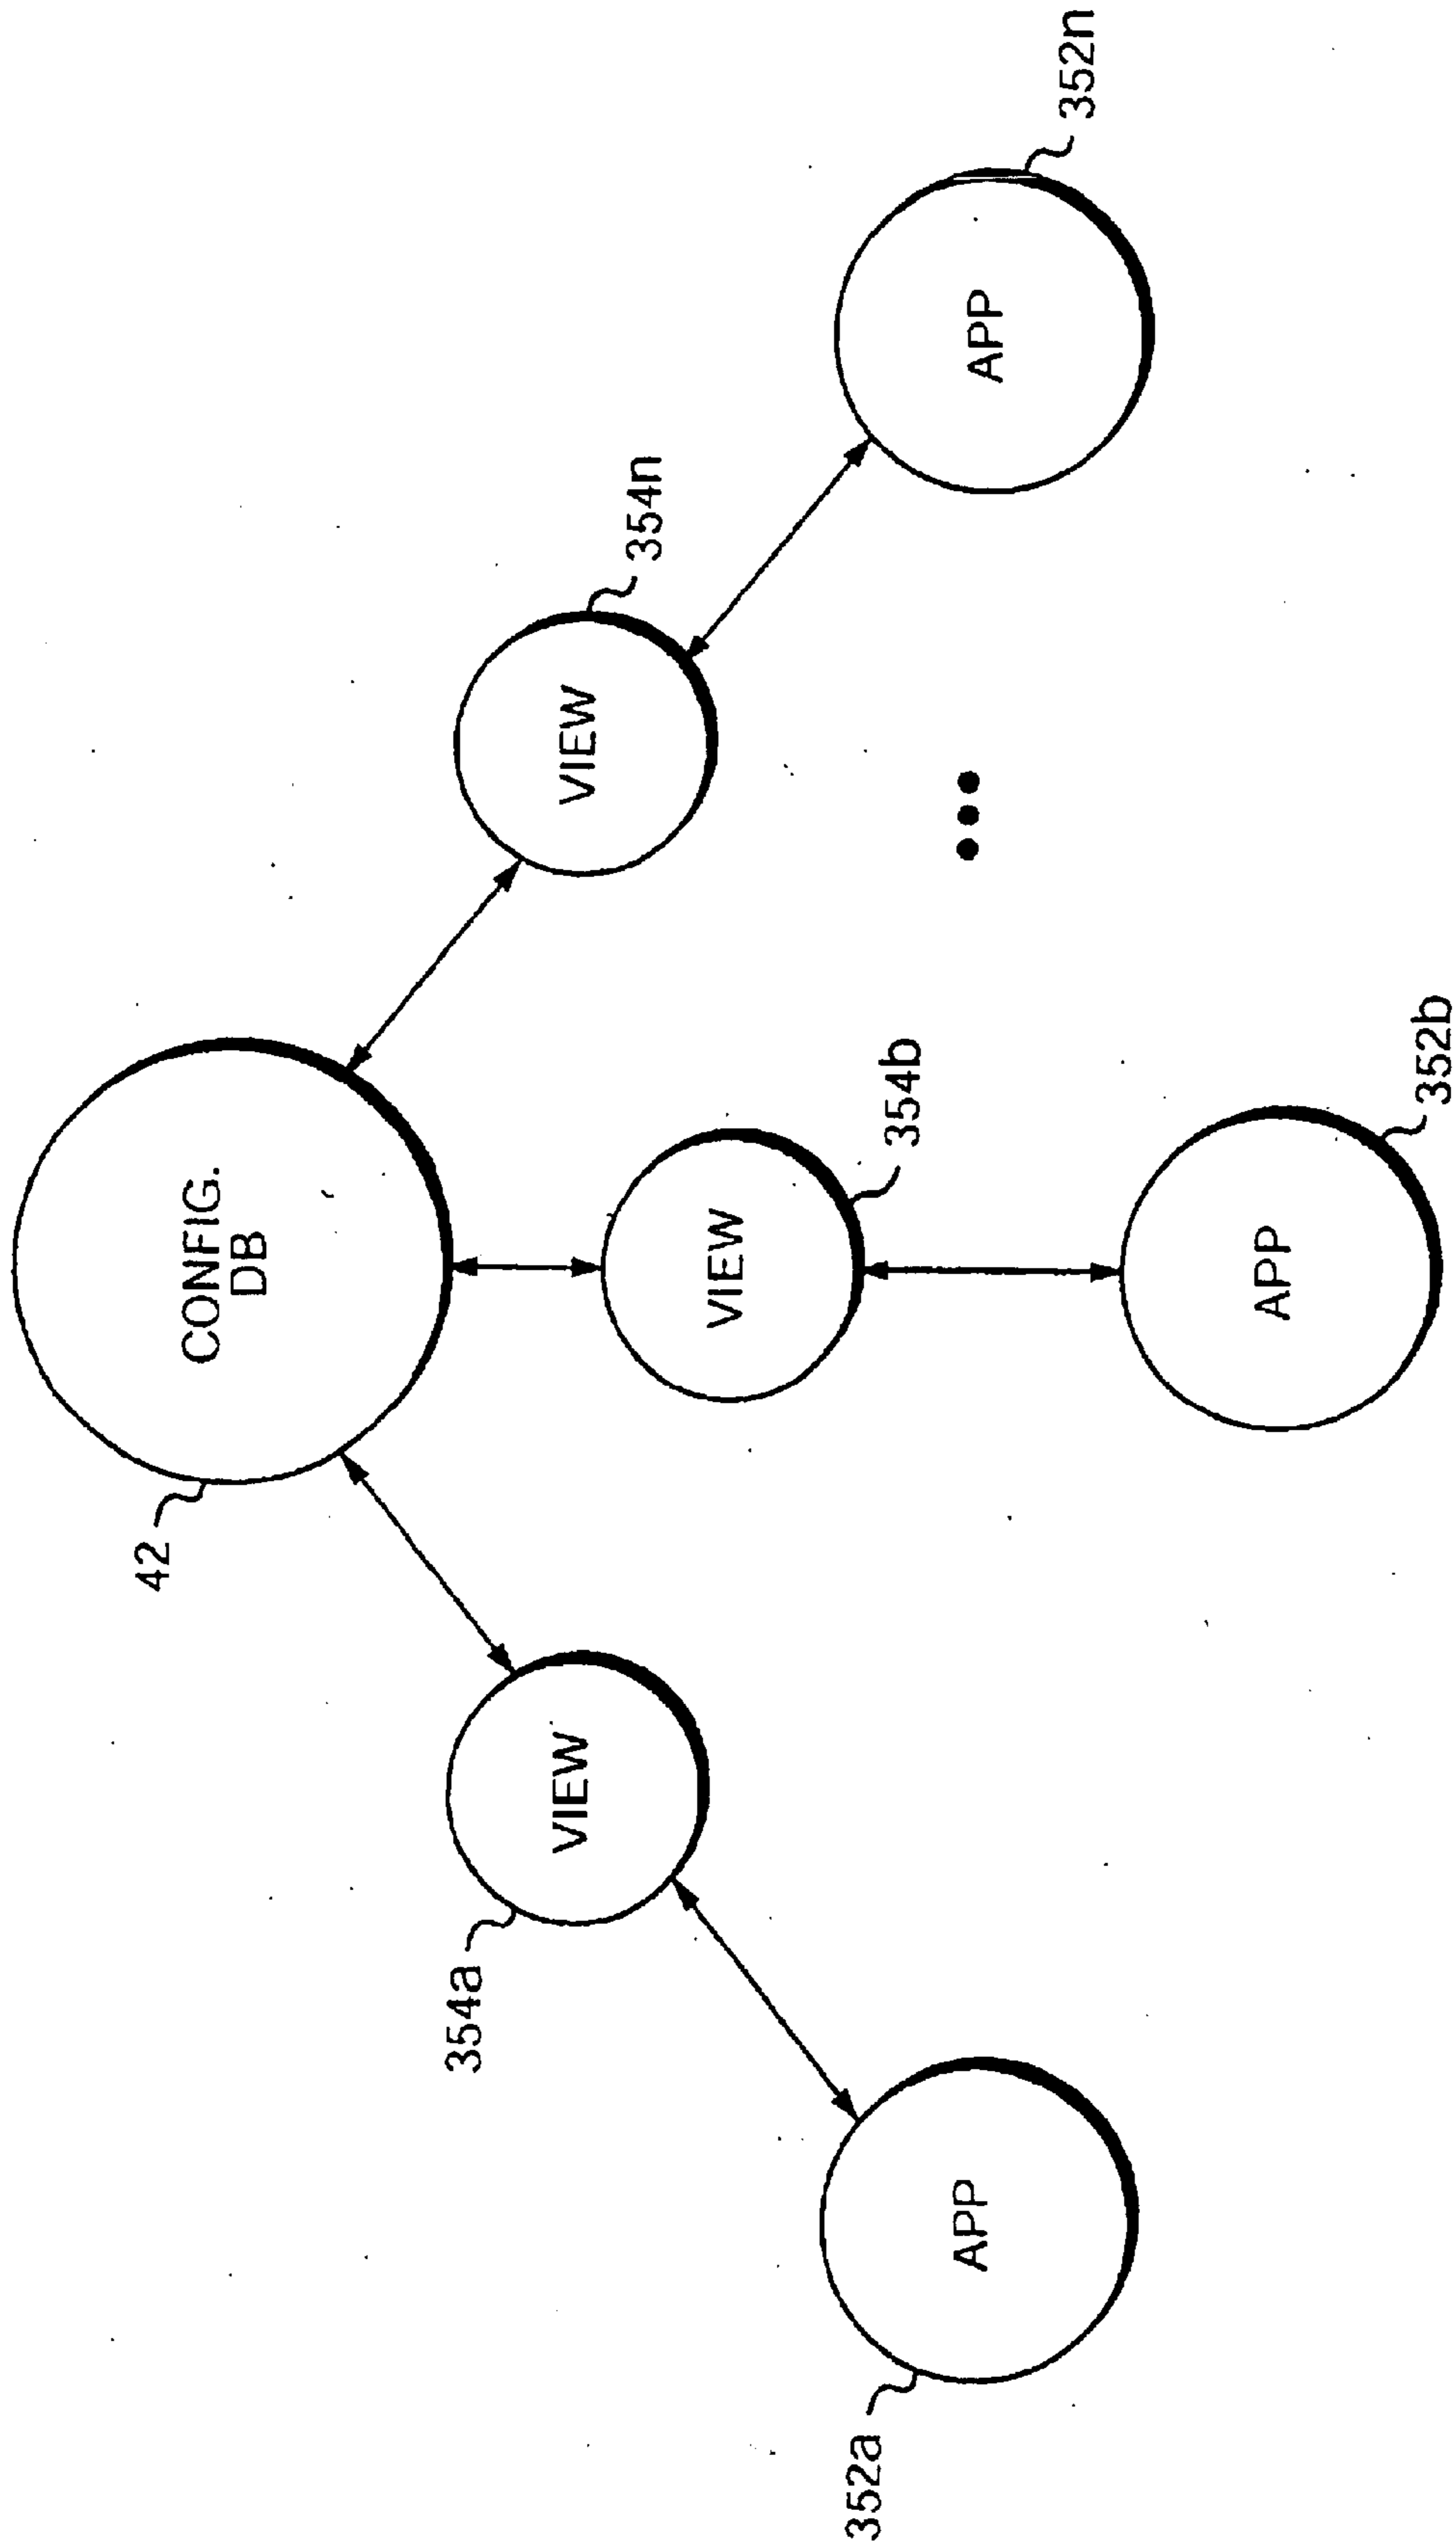 CONFIG.
DB
42
VIEW
354a
VIEW
354b
VIEW
354n
APP
352a
APP
352b
APP
352n